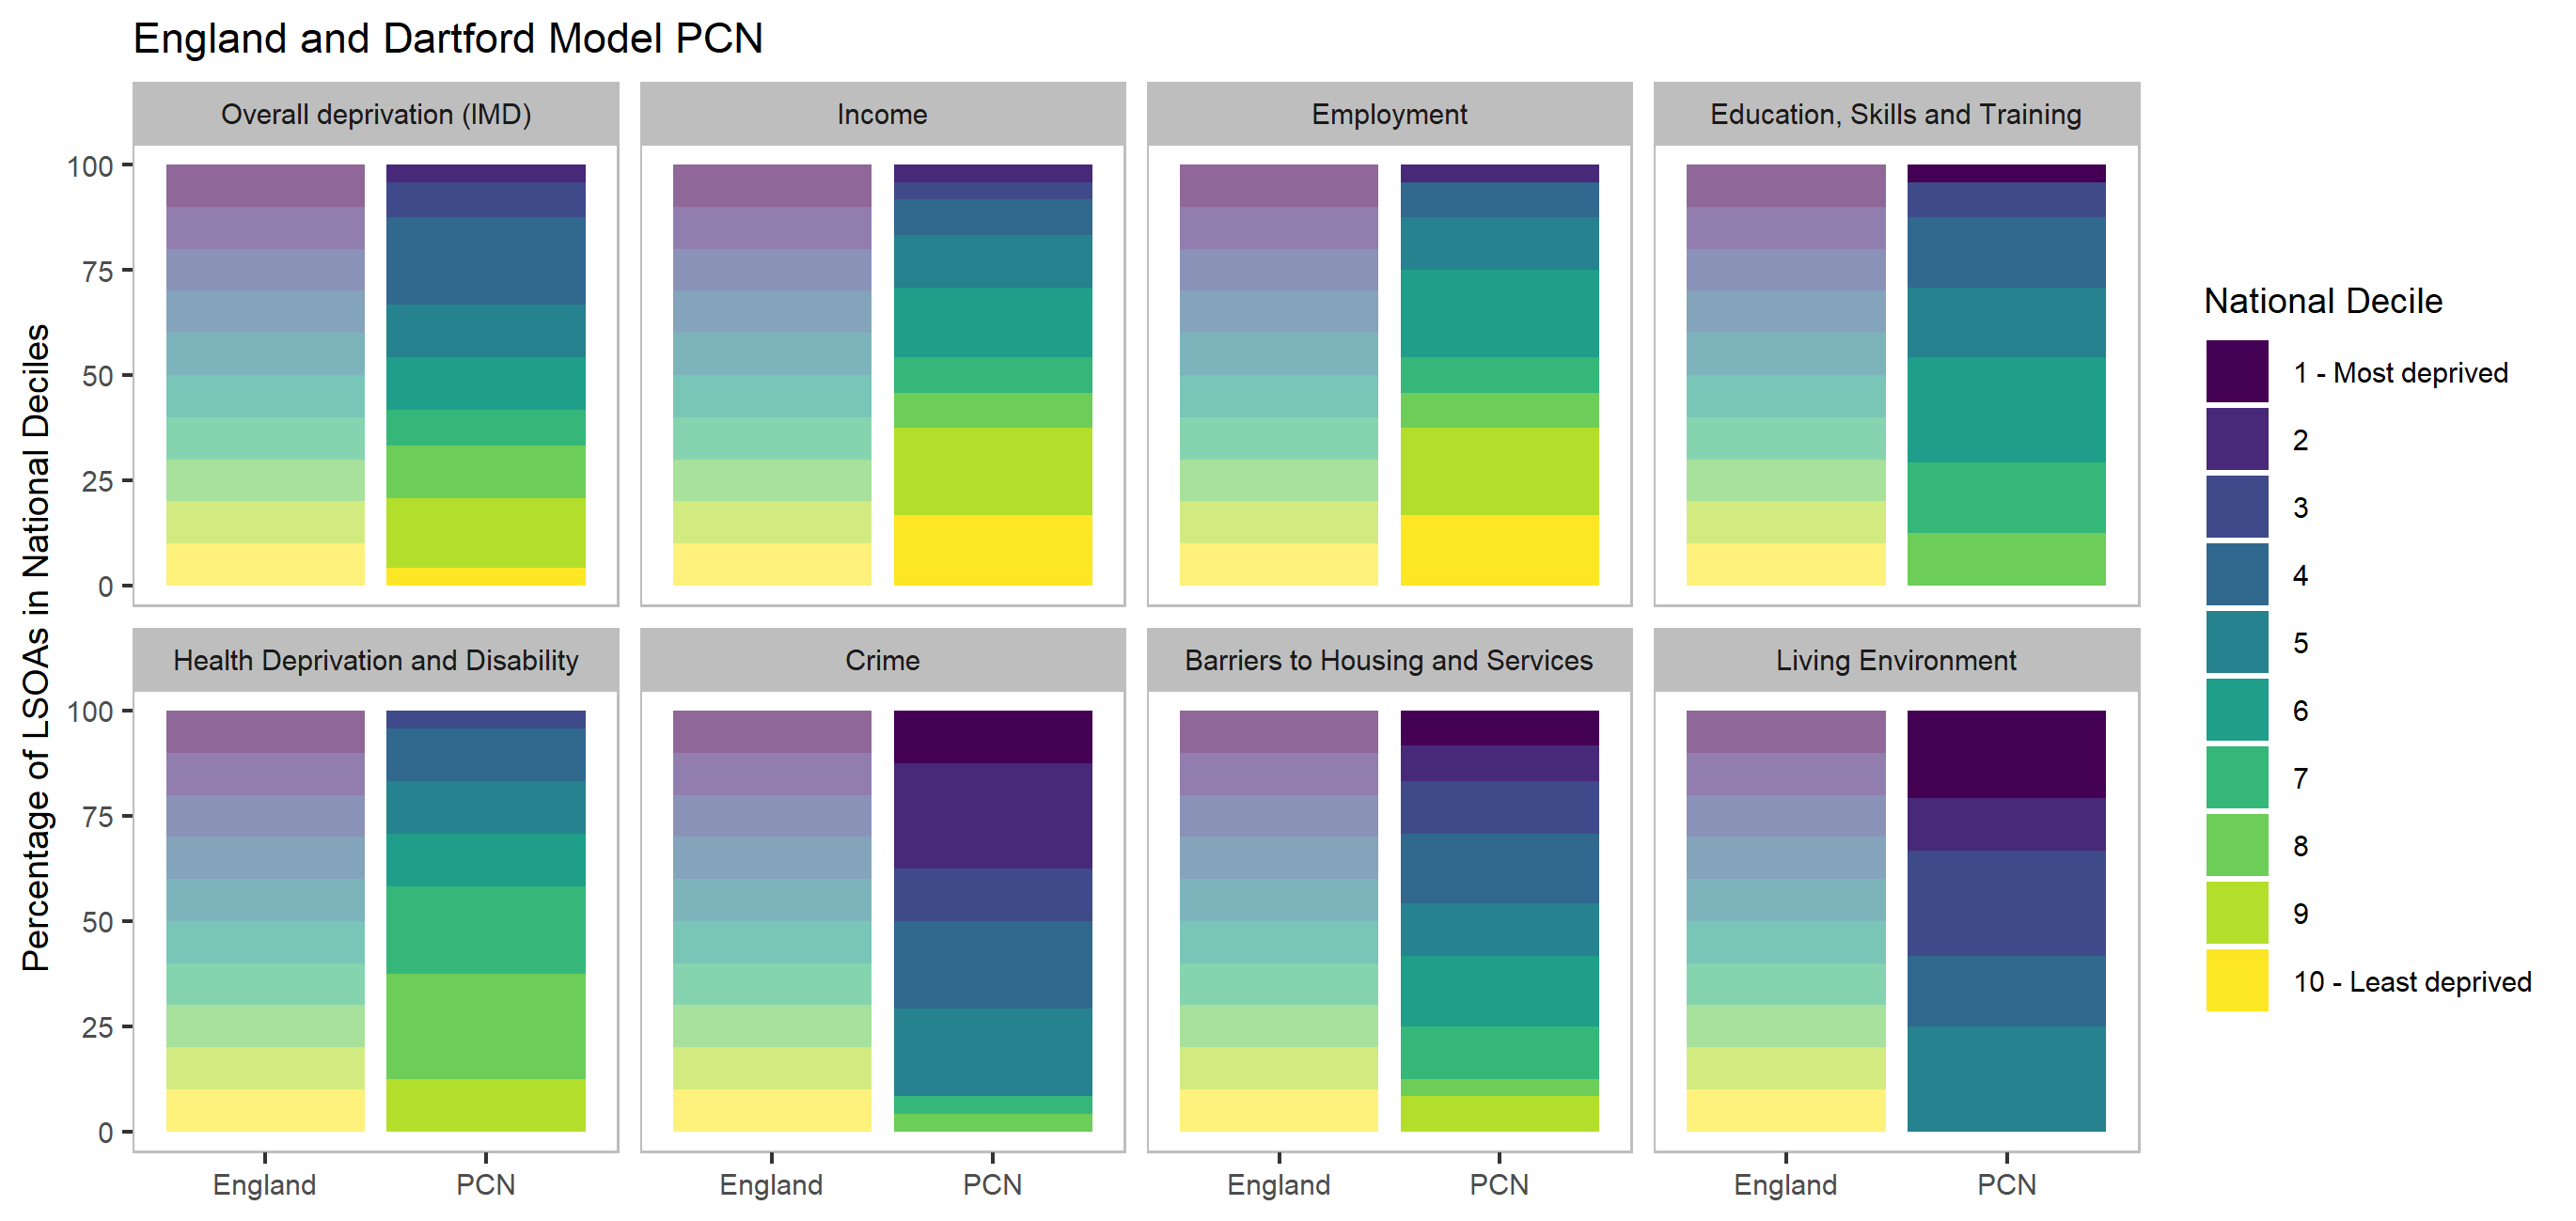 England and Dartford Model PCN
Overall deprivation (IMD)
Income
Employment
Education, Skills and Training
100
75
50
25
0
Health Deprivation and Disability
Crime
Barriers to Housing and Services
Living Environment
100
75
50
25
0
England
PCN
England
PCN
England
PCN
England
PCN
Percentage of LSOAs in National Deciles
National Decile
1 - Most deprived
2
3
4
5
6
7
8
9
10 - Least deprived